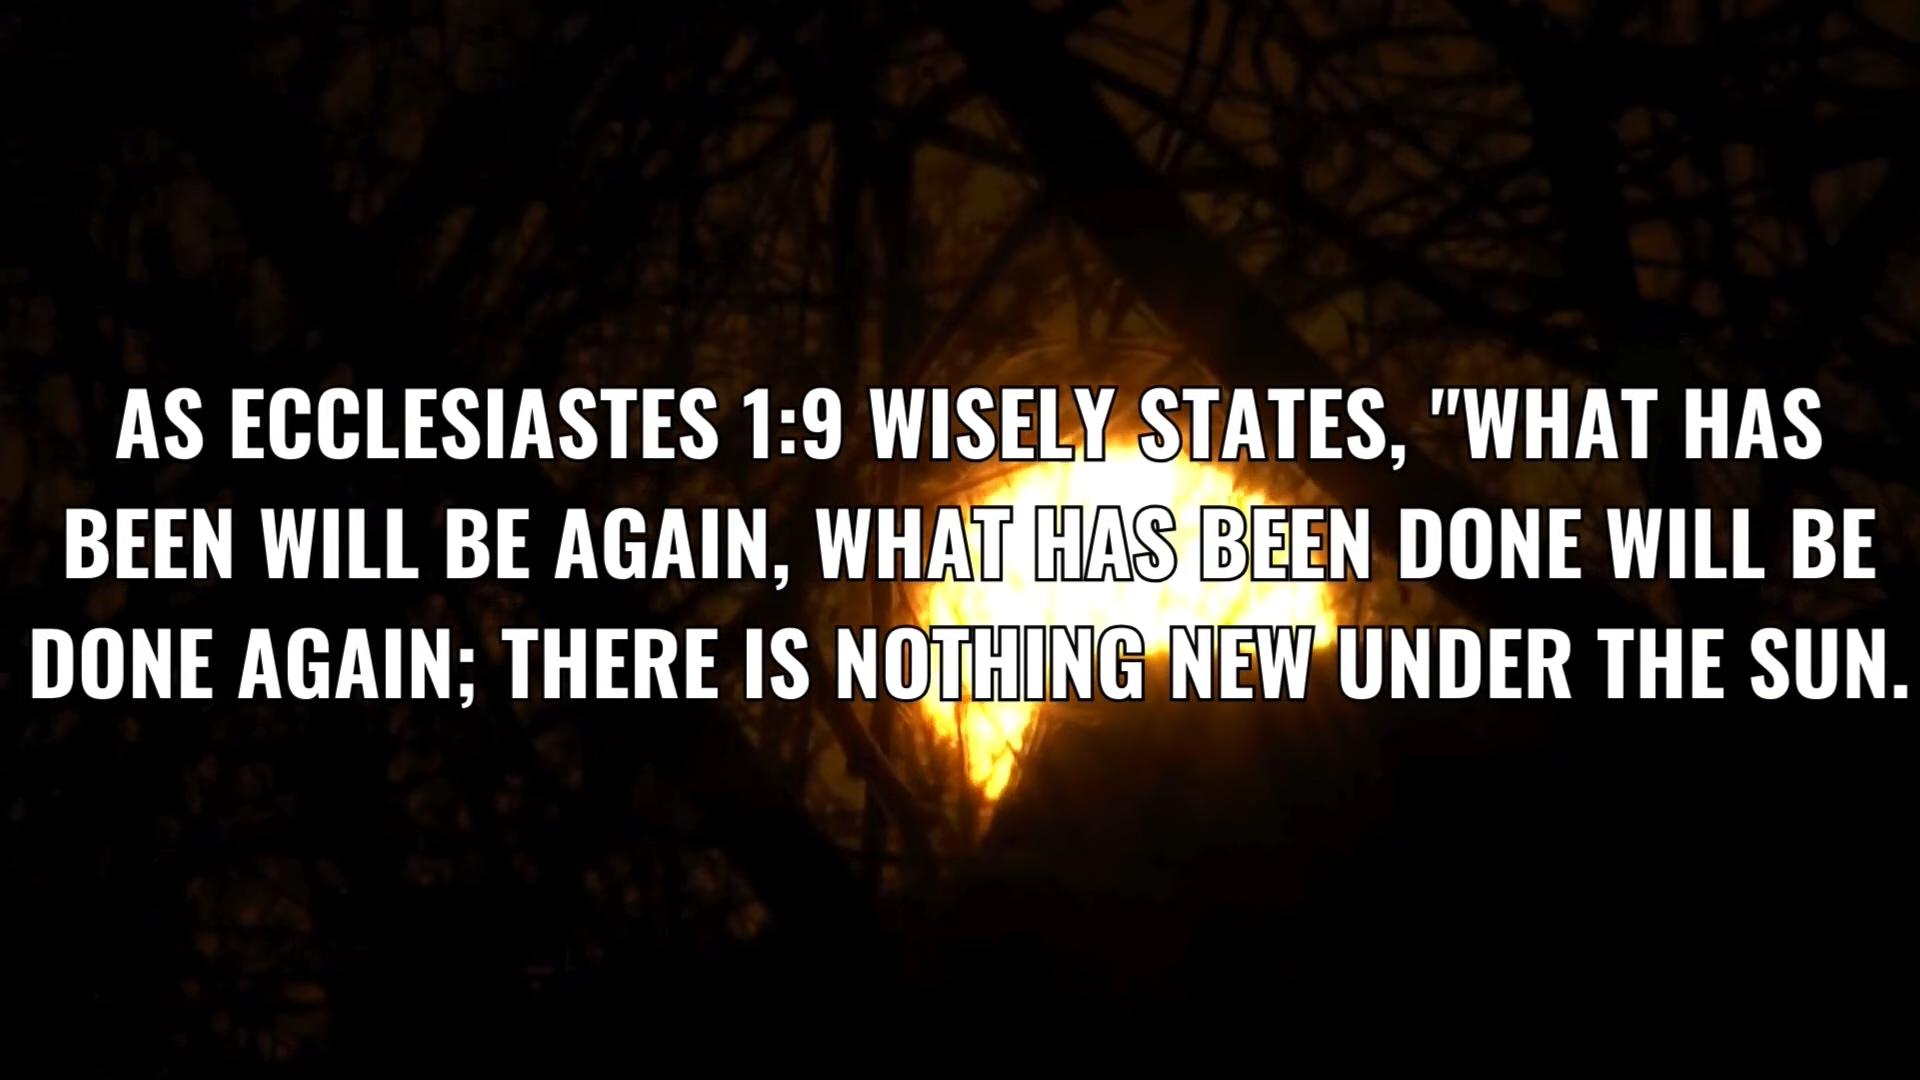 AS ECCLESIASTES 1:9 WISELY STATES, "WHAT HAS
BEEN WILL BE AGAIN, WHAT HAS BEEN DONE WILL BE
DONE AGAIN; THERE IS NOTHING NEW UNDER THE SUN.